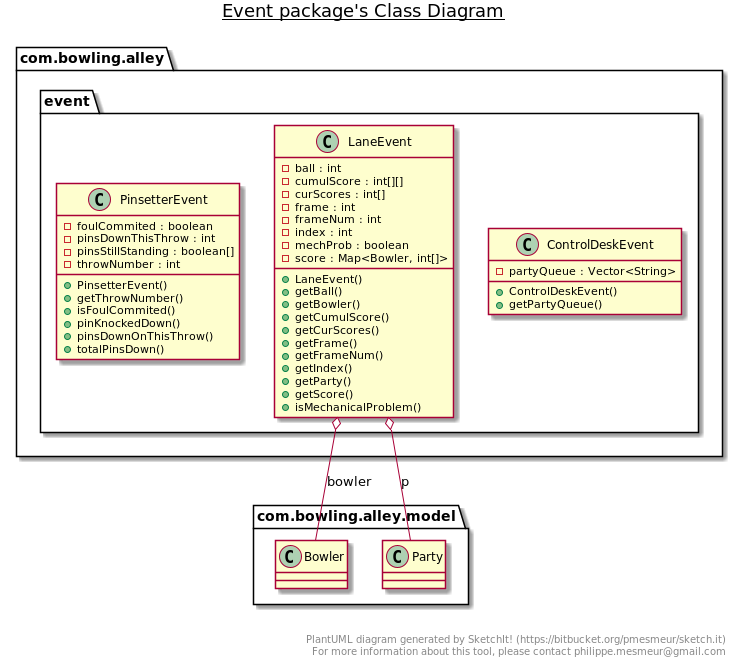 Event package's Class Diagram
com.bowling.alley
event
C PinsetterEvent
foulCommited : boolean
pinsDownThisThrow : int
pinsStillStanding : boolean[]
throwNumber : int
PinsetterEvent()
getThrowNumber()
isFoulCommited()
pinKnockedDown()
pinsDownOnThisThrow()
totalPinsDown()
C LaneEvent
ball : int
cumulScore : int[][]
curScores : int[]
frame : int
frameNum : int
index : int
mechProb : boolean
score : Map<Bowler, int[]>
LaneEvent()
getBall()
getBowler()
getCumulScore()
getCurScores()
getFrame()
getFrameNum()
getIndex()
getParty()
getScore()
isMechanicalProblem()
C ControlDeskEvent
partyQueue : Vector<String>
ControlDeskEvent()
getPartyQueue()
bowler
p
com.bowling.alley.model
C Bowler
C Party
PlantUML diagram generated by SketchIt! (https://bitbucket.org/pmesmeur/sketch.it)
For more information about this tool, please contact philippe.mesmeur@gmail.com